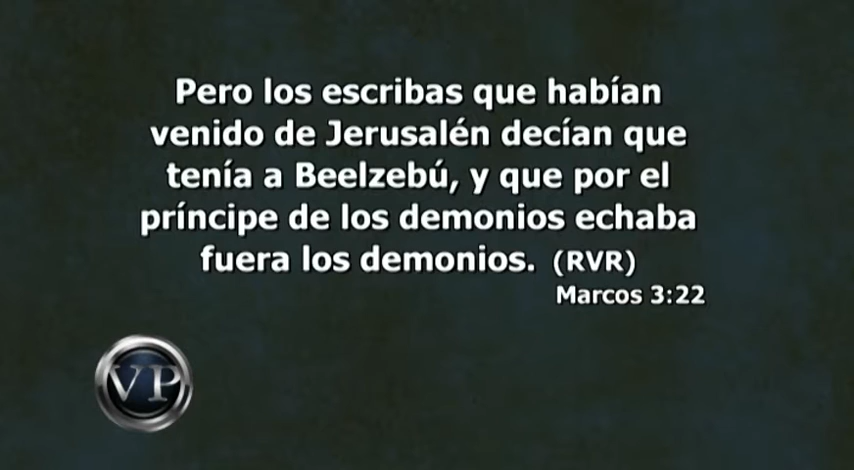 Pero los escribas que habían
venido de Jerusalén decían que
tenía a Beelzebú, y que por el
príncipe de los demonios echaba
fuera los demonios. (RVR)
Marcos 3:22
VP